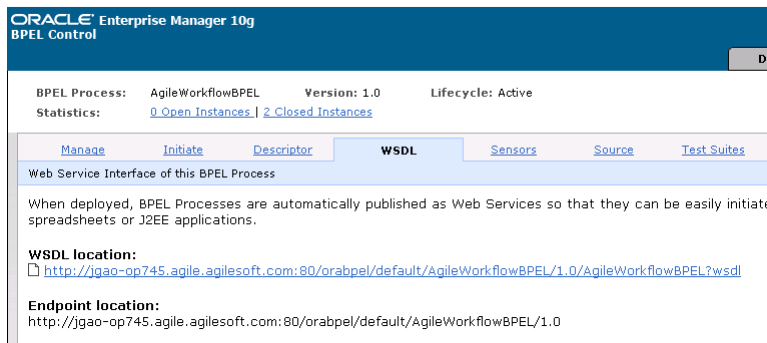 ORACLE Enterprise Manager 10g
BPEL Control
D
BPEL Process: AgileWorkflowBPEL Version: 1.0 Lifecycle: Active
Statistics: 0 Open Instances | 2 Closed Instances
Manage Initiate Descriptor WSDL Sensors Source Test Suites
Web Service Interface of this BPEL Process
When deployed, BPEL Processes are automatically published as Web Services so that they can be easily initiate
spreadsheets or J2EE applications.
WSDL location:
http://jgao-op745.agile.agilesoft.com:80/orabpel/default/AgileWorkflowBPEL/1.0/AgileWorkflowBPEL?wsdl
Endpoint location:
http://jgao-op745.agile.agilesoft.com:80/orabpel/default/AgileWorkflowBPEL/1.0